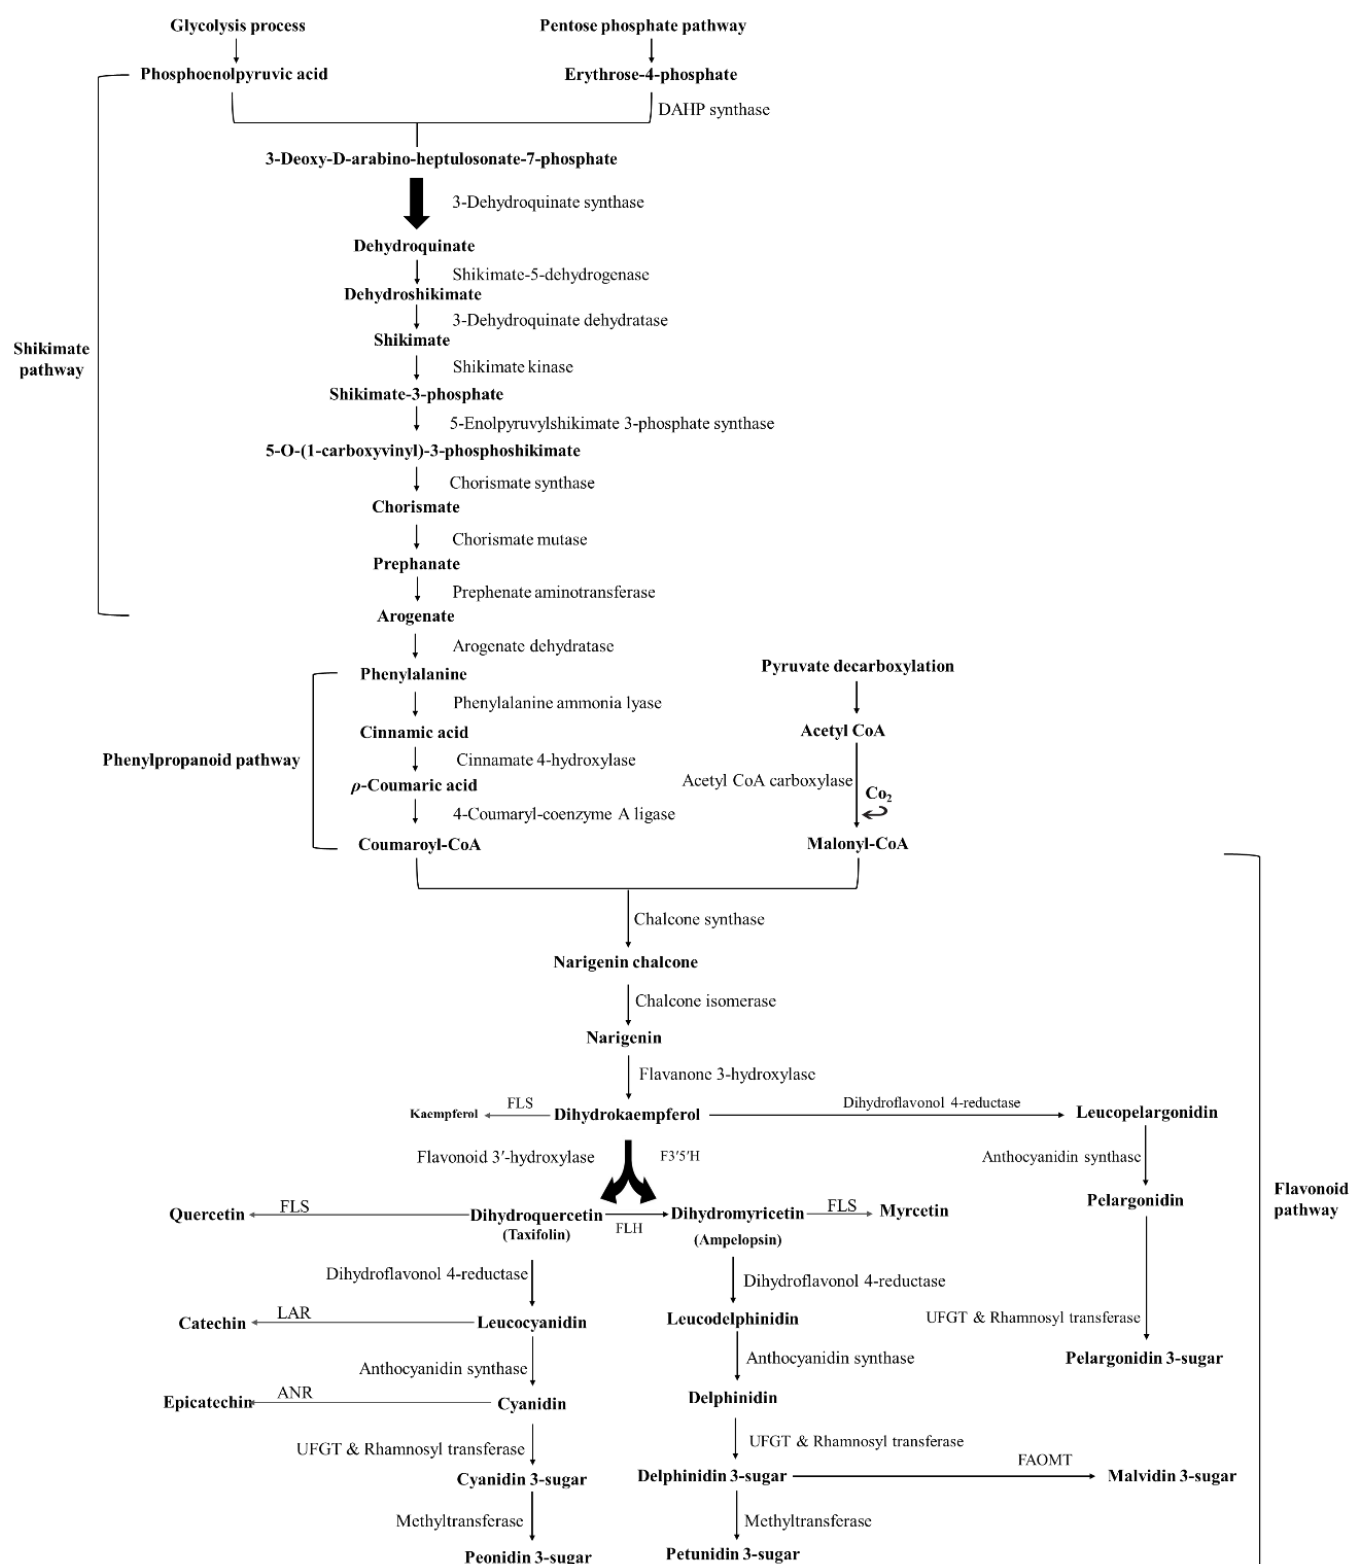 Glycolysis process
Pentose phosphate pathway
Phosphoenolpyruvic acid
Erythrose-4-phosphate
DAHP synthase
3-Deoxy-D-arabino-heptulosonate-7-phosphate
3-Dehydroquinate synthase
Dehydroquinate
Shikimate-5-dehydrogenase
Dehydroshikimate
3-Dehydroquinate dehydratase
Shikimate
Shikimate
pathway
Shikimate kinase
Shikimate-3-phosphate
5-Enolpyruvylshikimate 3-phosphate synthase
5-O-(1-carboxyvinyl)-3-phosphoshikimate
Chorismate synthase
Chorismate
Chorismate mutase
Prephanate
Prephenate aminotransferase
Arogenate
Arogenate dehydratase
Phenylalanine
Pyruvate decarboxylation
Phenylalanine ammonia lyase
Cinnamic acid
Acetyl CoA
Phenylpropanoid pathway
Cinnamate 4-hydroxylase
Acetyl CoA carboxylase
ρ-Coumaric acid
Co₂
4-Coumaryl-coenzyme A ligase
Coumaroyl-CoA
Malonyl-CoA
Chalcone synthase
Narigenin chalcone
Chalcone isomerase
Narigenin
Flavanone 3-hydroxylase
Kaempferol
FLS
Dihydrokaempferol
Dihydroflavonol 4-reductase
Leucopelargonidin
Flavonoid 3′-hydroxylase
F3′5′H
Anthocyanidin synthase
Pelargonidin
Flavonoid
pathway
Quercetin
FLS
Dihydroquercetin
(Taxifolin)
FLH
Dihydromyricetin
(Ampelopsin)
FLS
Myrcetin
Dihydroflavonol 4-reductase
Dihydroflavonol 4-reductase
Catechin
LAR
Leucocyanidin
Leucodelphinidin
UFGT & Rhamnosyl transferase
Anthocyanidin synthase
Anthocyanidin synthase
Pelargonidin 3-sugar
Epicatechin
ANR
Cyanidin
Delphinidin
UFGT & Rhamnosyl transferase
UFGT & Rhamnosyl transferase
Cyanidin 3-sugar
Delphinidin 3-sugar
FAOMT
Malvidin 3-sugar
Methyltransferase
Methyltransferase
Peonidin 3-sugar
Petunidin 3-sugar